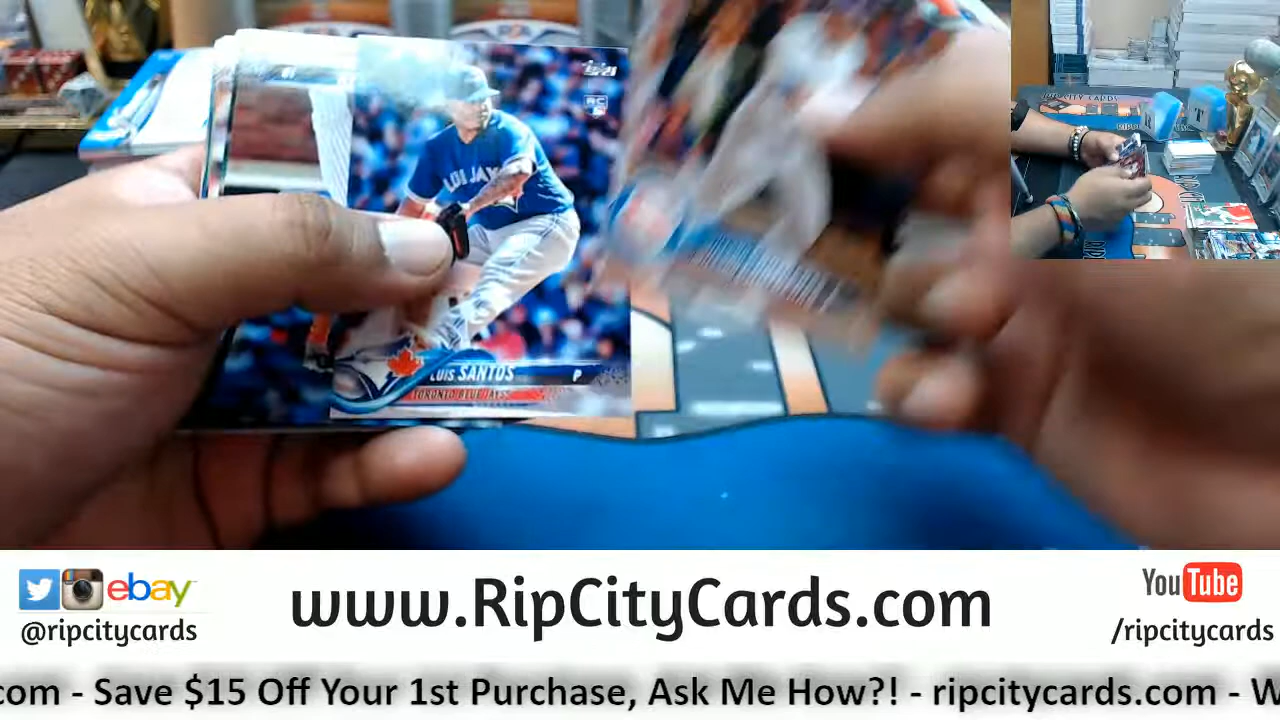 RC
LUIS SANTOS P
TORONTO BLUE JAYS
www.RipCityCards.com
ebay
@ripcitycards
YouTube
/ripcitycards
com - Save $15 Off Your 1st Purchase, Ask Me How?! - ripcitycards.com - W